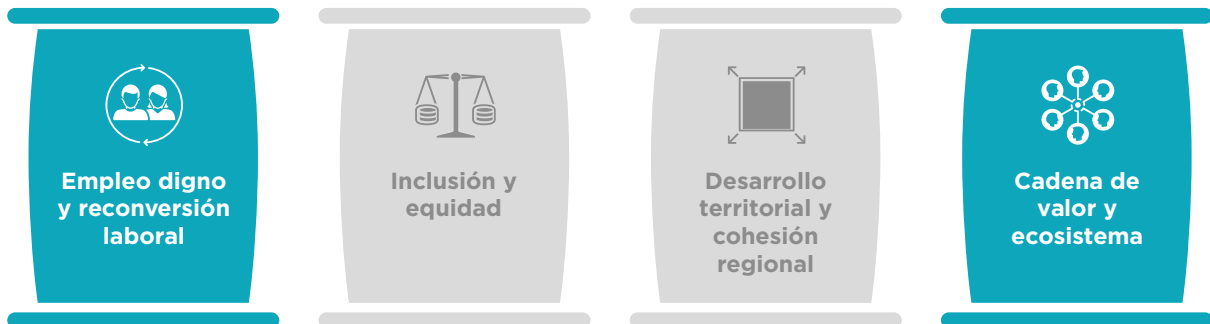 Empleo digno
y reconversión
laboral
Inclusión y
equidad
Desarrollo
territorial y
cohesión
regional
Cadena de
valor y
ecosistema